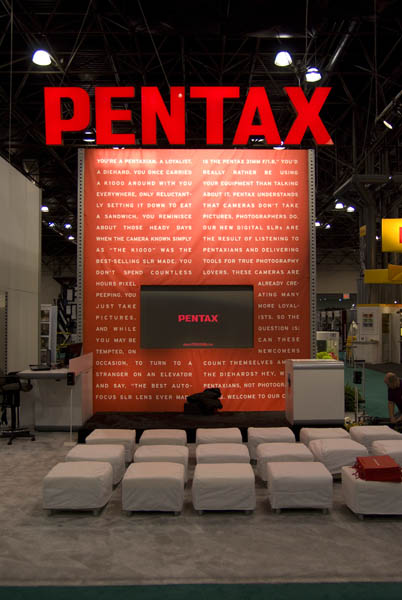 PENTAX
YOU'RE A PENTAXIAN. A LOYALIST,
A DIEHARD. YOU ONCE CARRIED
A K1000 AROUND WITH YOU
EVERYWHERE, ONLY RELUCTANT-
LY SETTING IT DOWN TO EAT
A SANDWICH. YOU REMINISCE
ABOUT THOSE HEADY DAYS
WHEN THE CAMERA KNOWN SIMPLY
AS "THE K1000" WAS THE
BEST-SELLING SLR MADE. YOU
DON'T SPEND COUNTLESS
HOURS PIXEL
PEEPING. YOU
JUST TAKE
PICTURES.
AND WHILE
YOU MAY BE
TEMPTED, ON
OCCASION, TO TURN TO A
STRANGER ON AN ELEVATOR
AND SAY, "THE BEST AUTO-
FOCUS SLR LENS EVER MADE
IS THE PENTAX 31MM F/1.8," YOU'D
REALLY RATHER BE USING
YOUR EQUIPMENT THAN TALKING
ABOUT IT. PENTAX UNDERSTANDS
THAT CAMERAS DON'T TAKE
PICTURES, PHOTOGRAPHERS DO.
OUR NEW DIGITAL SLRs ARE
THE RESULT OF LISTENING TO
PENTAXIANS AND DELIVERING
TOOLS FOR TRUE PHOTOGRAPHY
LOVERS. THESE CAMERAS ARE
ALREADY CRE-
ATING MANY
MORE LOYAL-
ISTS, SO THE
QUESTION IS:
CAN THESE
NEWCOMERS
COUNT THEMSELVES AMONG
THE DIEHARDS? HEY, WE
PENTAXIANS, NOT PHOTOG
WELCOME TO OUR
PENTAX